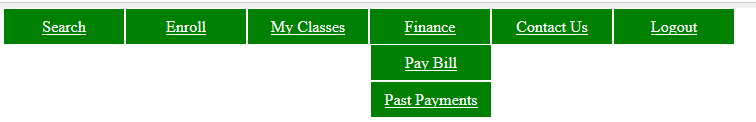 Search Enroll My Classes Finance Contact Us Logout
Pay Bill
Past Payments